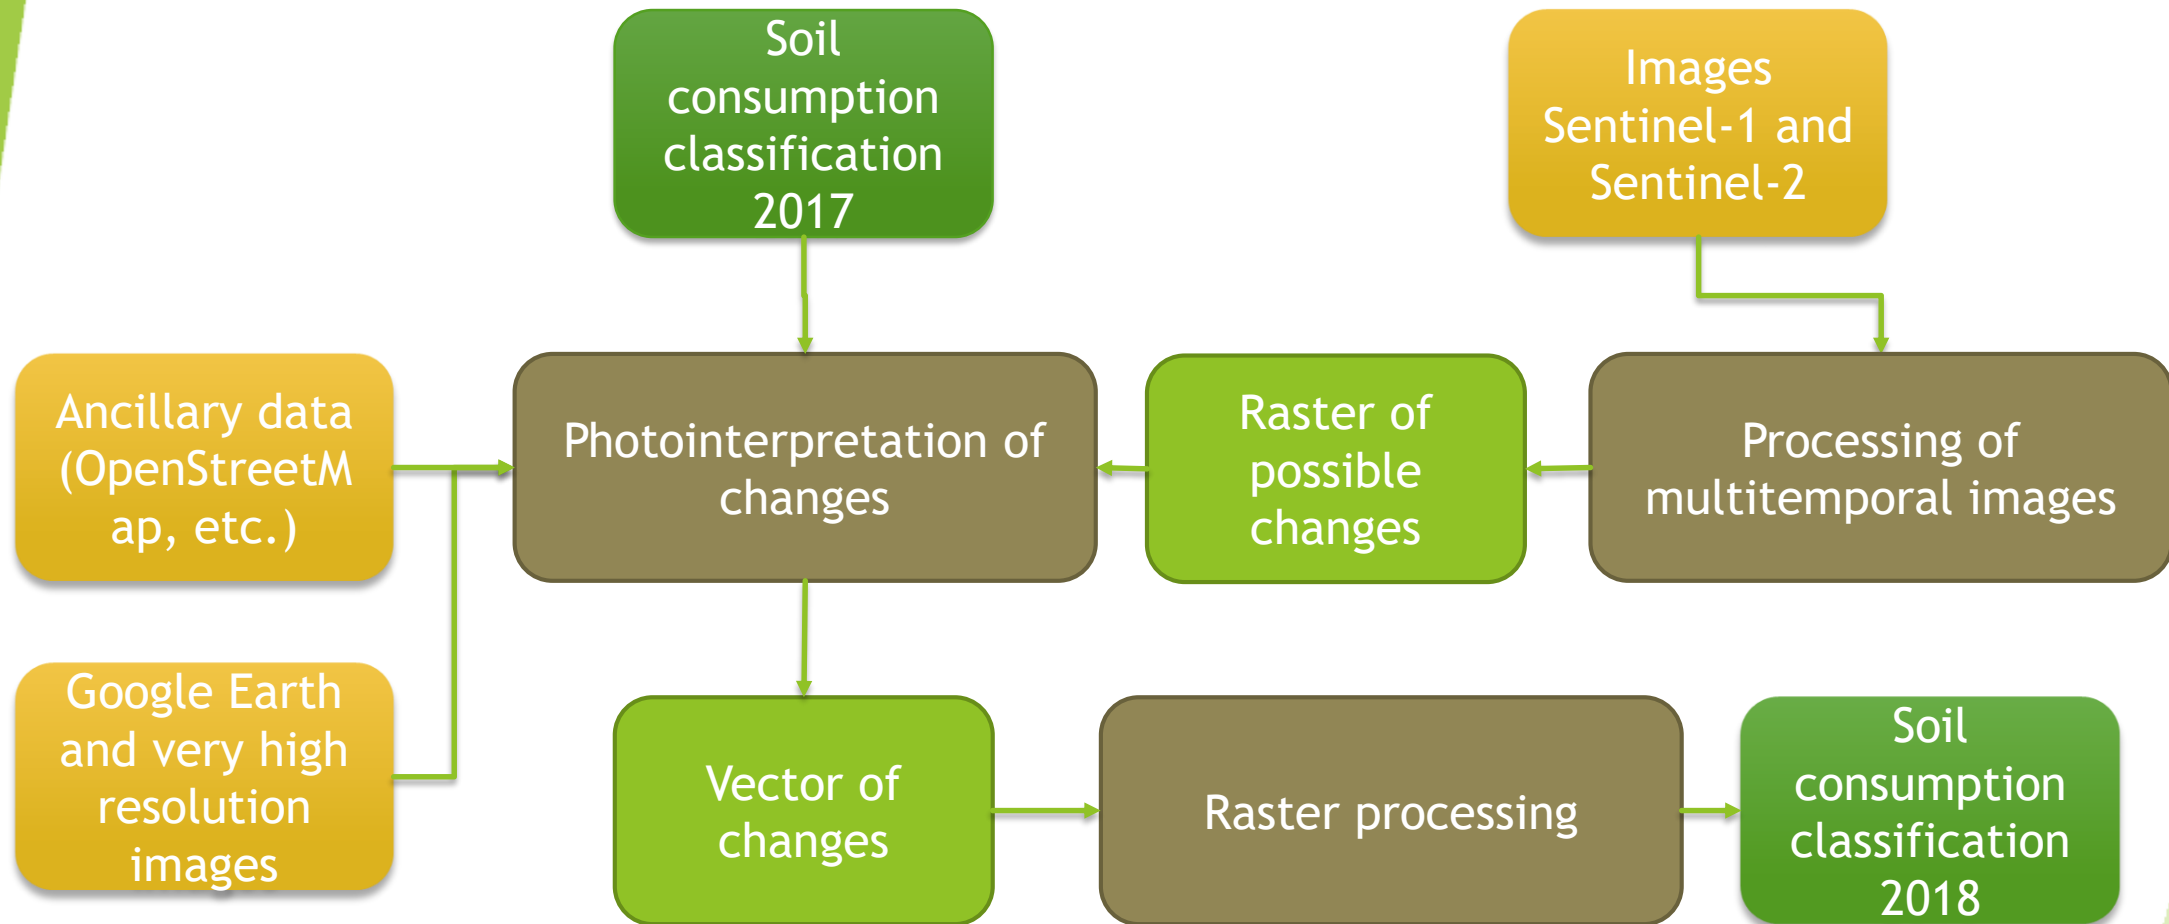 Soil
consumption
classification
2017
Images
Sentinel-1 and
Sentinel-2
Ancillary data
(OpenStreetM
ap, etc.)
Photointerpretation of
changes
Raster of
possible
changes
Processing of
multitemporal images
Google Earth
and very high
resolution
images
Vector of
changes
Raster processing
Soil
consumption
classification
2018